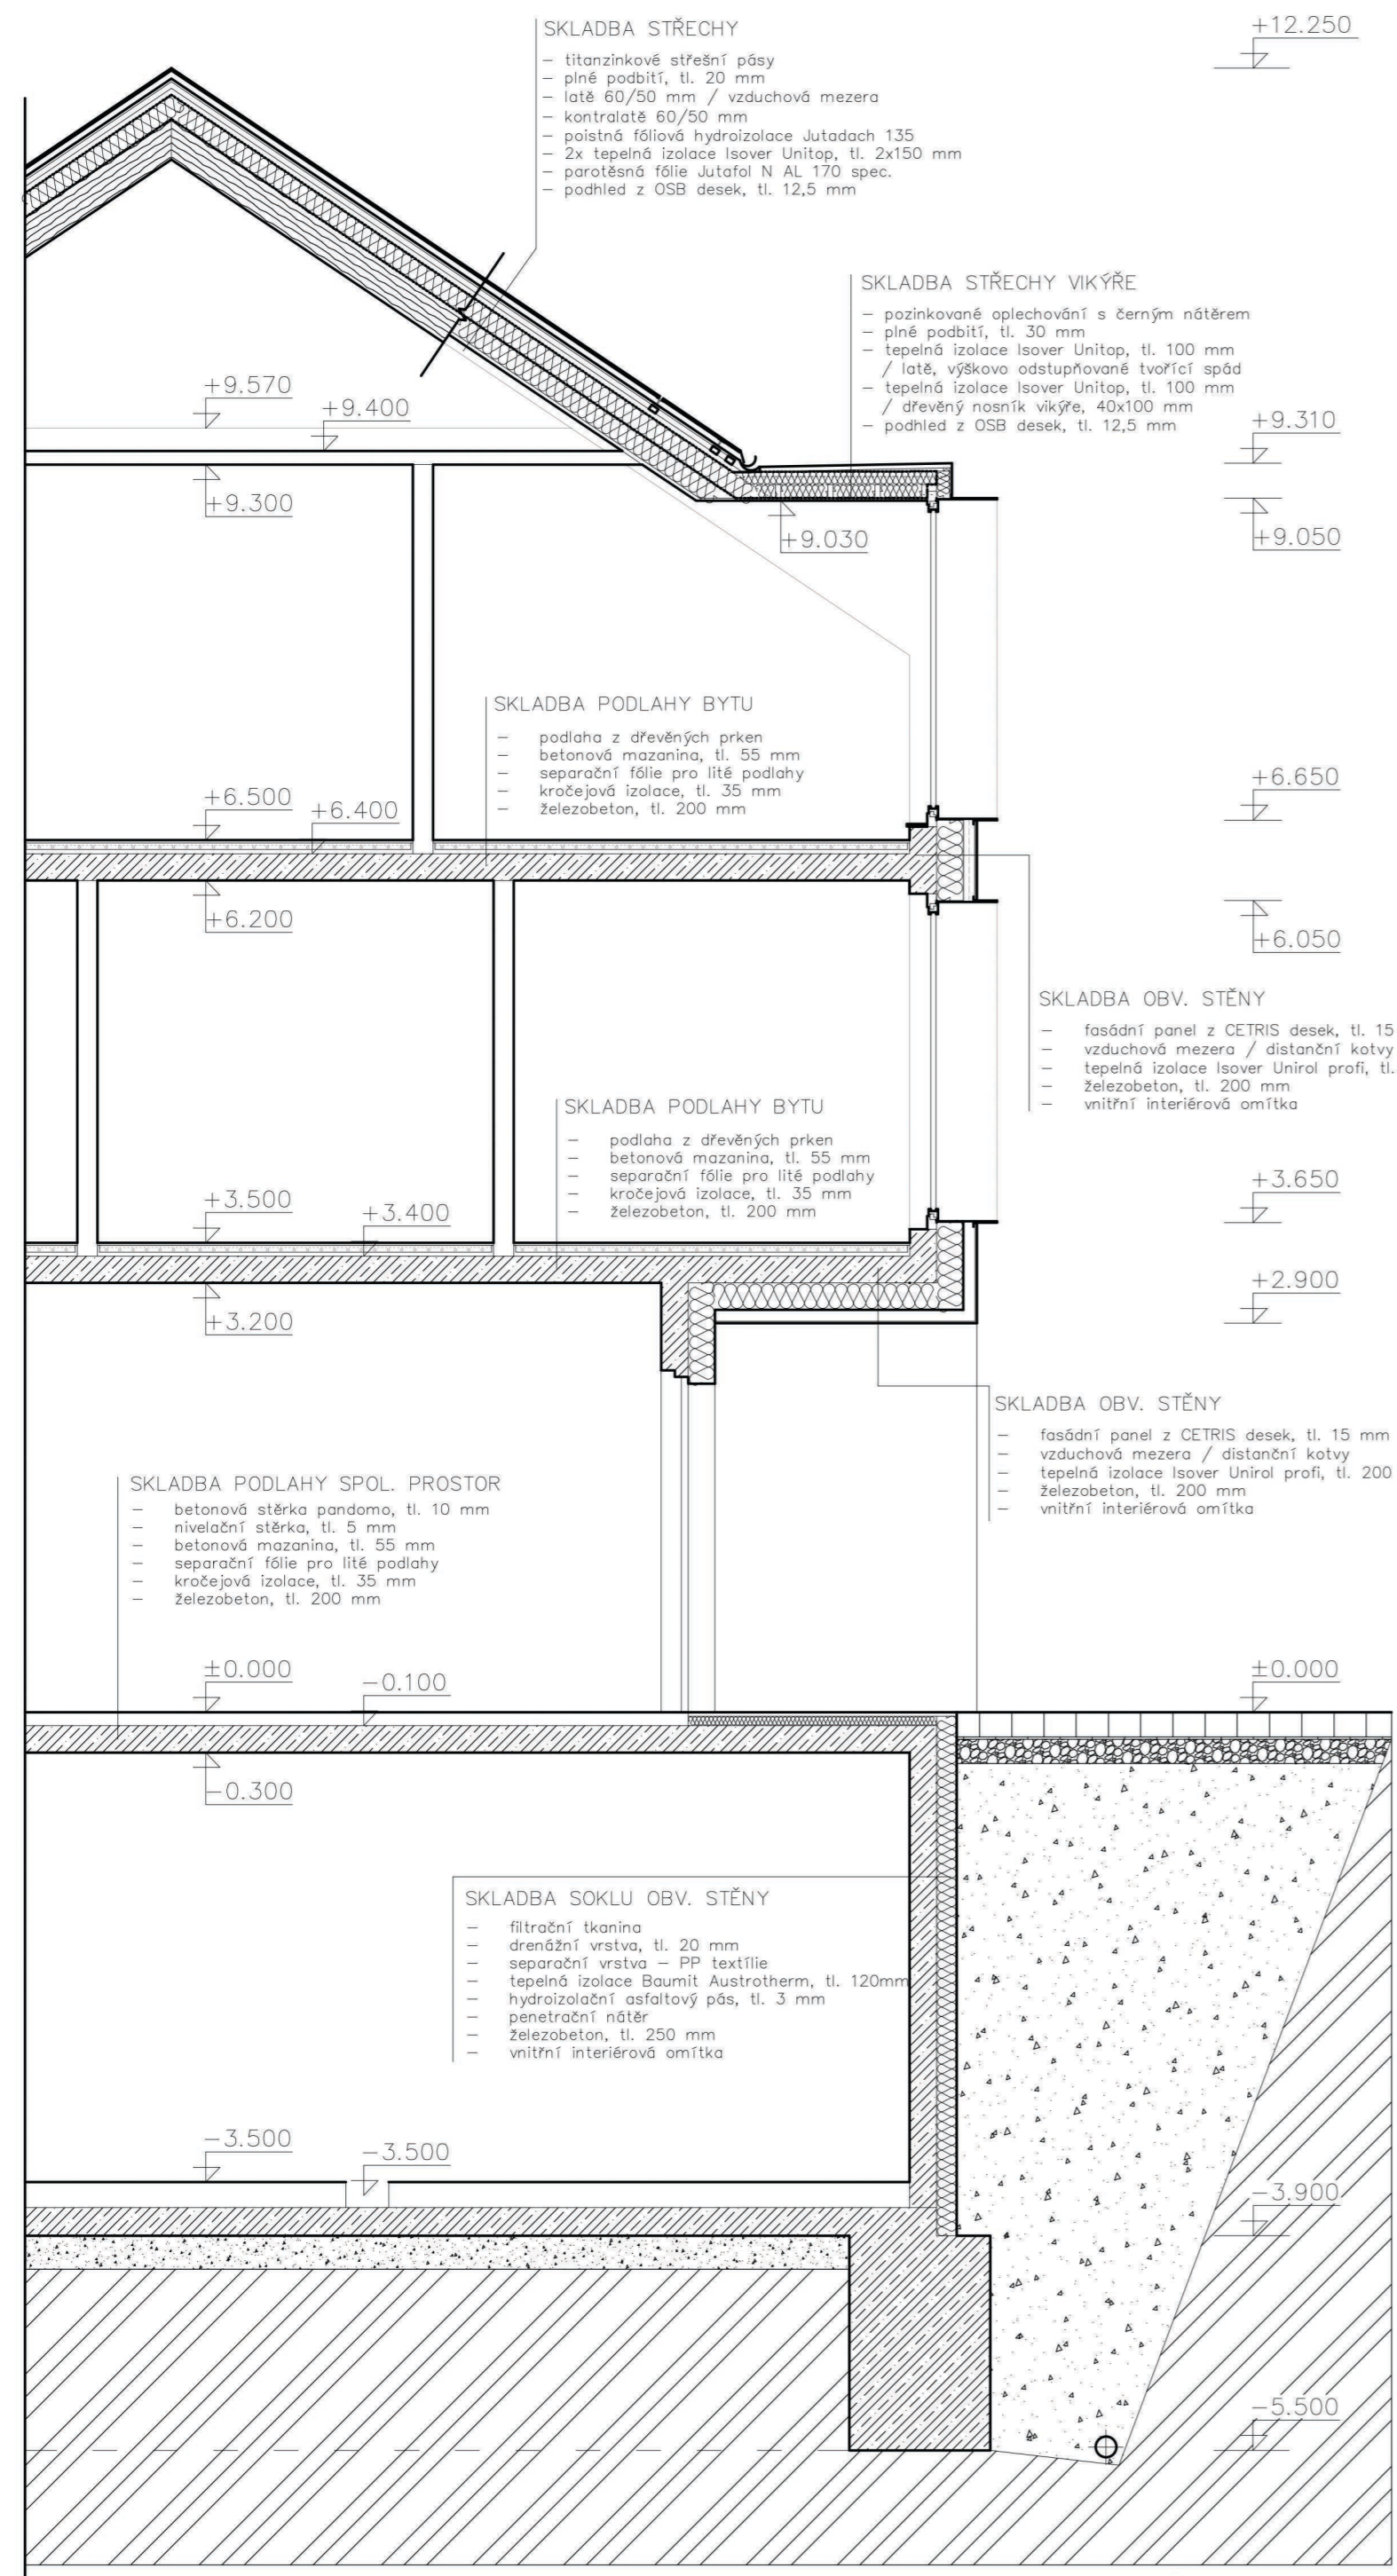 SKLADBA STŘECHY
– titanzinkové střešní pásy
– plné podbití, tl. 20 mm
– latě 60/50 mm / vzduchová mezera
– kontralatě 60/50 mm
– poistná fóliová hydroizolace Jutadach 135
– 2x tepelná izolace Isover Unitop, tl. 2x150 mm
– parotěsná fólie Jutafol N AL 170 spec.
– podhled z OSB desek, tl. 12,5 mm
+12.250
SKLADBA STŘECHY VIKÝŘE
– pozinkované oplechování s černým nátěrem
– plné podbití, tl. 30 mm
– tepelná izolace Isover Unitop, tl. 100 mm
/ latě, výškovo odstupňované tvořící spád
– tepelná izolace Isover Unitop, tl. 100 mm
/ dřevěný nosník vikýře, 40x100 mm
– podhled z OSB desek, tl. 12,5 mm
+9.570
+9.400
+9.310
+9.300
+9.030
+9.050
SKLADBA PODLAHY BYTU
– podlaha z dřevěných prken
– betonová mazanina, tl. 55 mm
– separační fólie pro lité podlahy
– kročejová izolace, tl. 35 mm
– železobeton, tl. 200 mm
+6.500
+6.400
+6.650
+6.200
+6.050
SKLADBA OBV. STĚNY
– fasádní panel z CETRIS desek, tl. 15
– vzduchová mezera / distanční kotvy
– tepelná izolace Isover Unirol profi, tl.
– železobeton, tl. 200 mm
– vnitřní interiérová omítka
SKLADBA PODLAHY BYTU
– podlaha z dřevěných prken
– betonová mazanina, tl. 55 mm
– separační fólie pro lité podlahy
– kročejová izolace, tl. 35 mm
– železobeton, tl. 200 mm
+3.500
+3.400
+3.650
+3.200
+2.900
SKLADBA OBV. STĚNY
– fasádní panel z CETRIS desek, tl. 15 mm
– vzduchová mezera / distanční kotvy
– tepelná izolace Isover Unirol profi, tl. 200
– železobeton, tl. 200 mm
– vnitřní interiérová omítka
SKLADBA PODLAHY SPOL. PROSTOR
– betonová stěrka pandomo, tl. 10 mm
– nivelační stěrka, tl. 5 mm
– betonová mazanina, tl. 55 mm
– separační fólie pro lité podlahy
– kročejová izolace, tl. 35 mm
– železobeton, tl. 200 mm
±0.000
−0.100
±0.000
−0.300
SKLADBA SOKLU OBV. STĚNY
– filtrační tkanina
– drenážní vrstva, tl. 20 mm
– separační vrstva – PP textílie
– tepelná izolace Baumit Austrotherm, tl. 120mm
– hydroizolační asfaltový pás, tl. 3 mm
– penetrační nátěr
– železobeton, tl. 250 mm
– vnitřní interiérová omítka
−3.500
−3.500
−3.900
−5.500